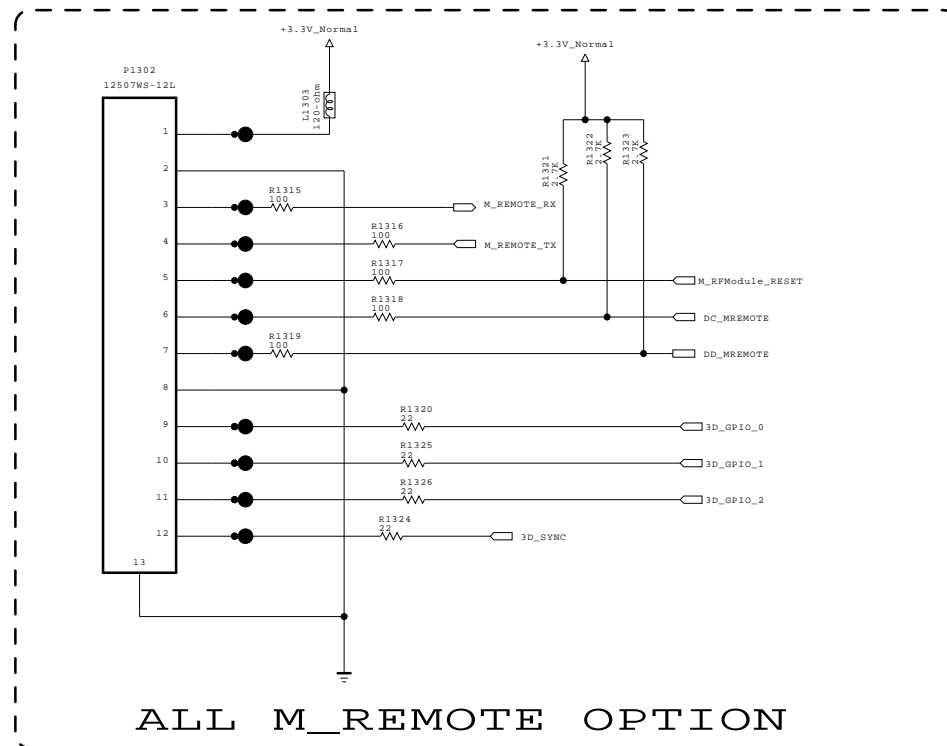 +3.3V_Normal
+3.3V_Normal
P1302
12507WS-12L
L1303
120-ohm
1
R1321
2.7K
R1322
2.7K
R1323
2.7K
2
3
R1315
100
M_REMOTE_RX
4
R1316
100
M_REMOTE_TX
5
R1317
100
M_RFModule_RESET
6
R1318
100
DC_MREMOTE
7
R1319
100
DD_MREMOTE
8
9
R1320
22
3D_GPIO_0
10
R1325
22
3D_GPIO_1
11
R1326
22
3D_GPIO_2
12
R1324
22
3D_SYNC
13
ALL M_REMOTE OPTION